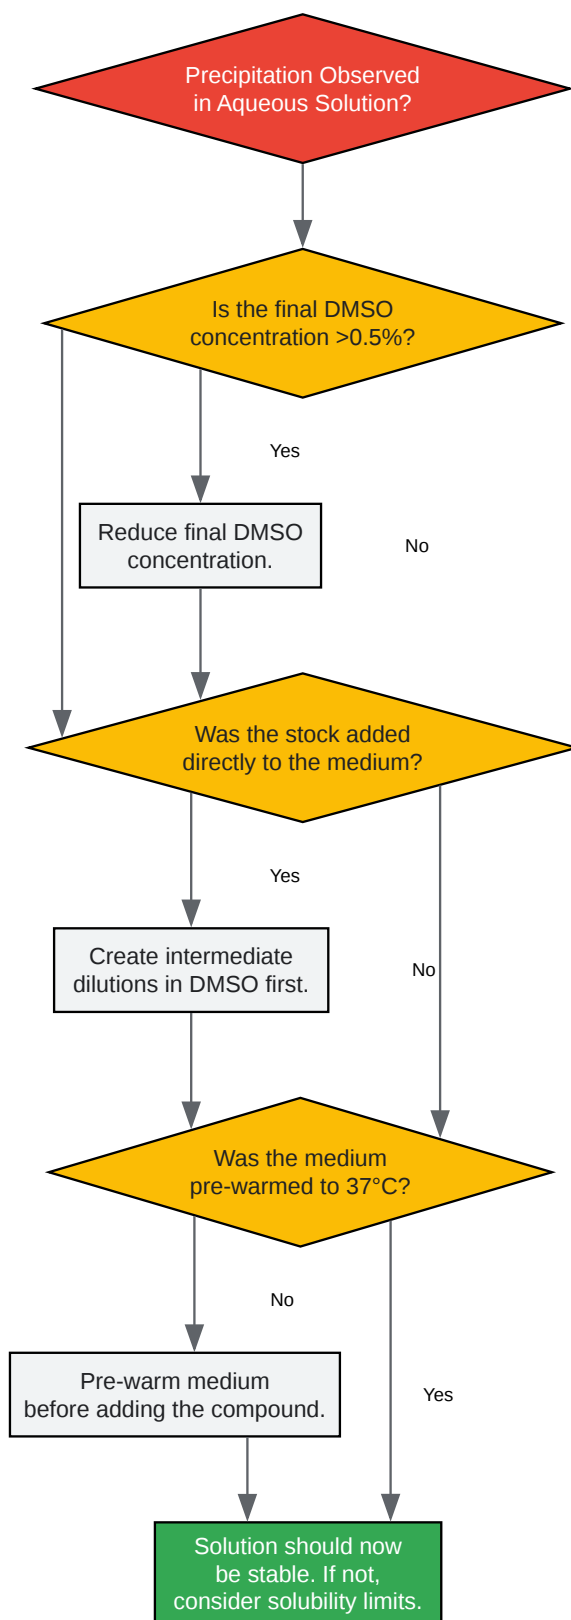 Precipitation Observed
in Aqueous Solution?
Is the final DMSO
concentration >0.5%?
Yes
Reduce final DMSO
concentration.
No
Was the stock added
directly to the medium?
Yes
Create intermediate
dilutions in DMSO first.
No
Was the medium
pre-warmed to 37°C?
No
Pre-warm medium
before adding the compound.
Yes
Solution should now
be stable. If not,
consider solubility limits.